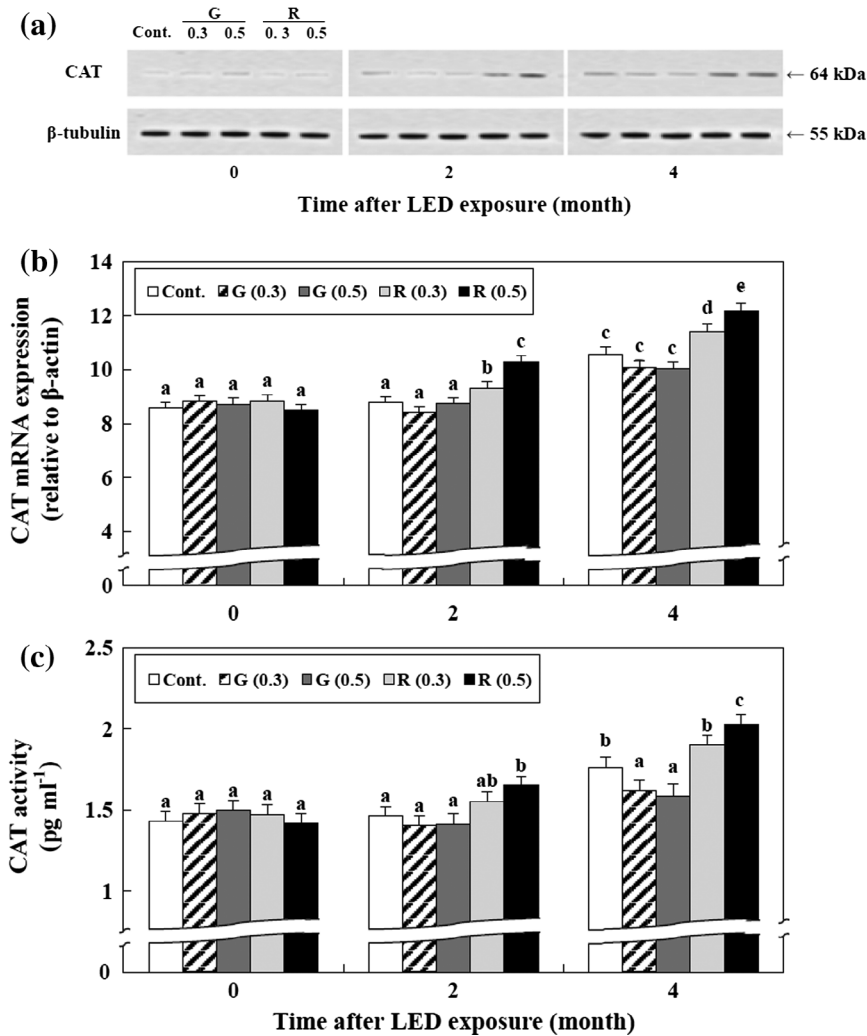 (a)
G R
Cont. 0.3 0.5 0. 3 0.5
CAT ← 64 kDa
β-tubulin ← 55 kDa
0 2 4
Time after LED exposure (month)
(b)
CAT mRNA expression
(relative to β-actin)
14
12
10
8
6
4
0
Cont. G (0.3) G (0.5) R (0.3) R (0.5)
a a a a a
a a a b c
c c c d e
0 2 4
(c)
CAT activity
(pg ml-1)
2.5
2
1.5
1
0
Cont. G (0.3) G (0.5) R (0.3) R (0.5)
a a a a a
a a a ab b
b a a b c
0 2 4
Time after LED exposure (month)